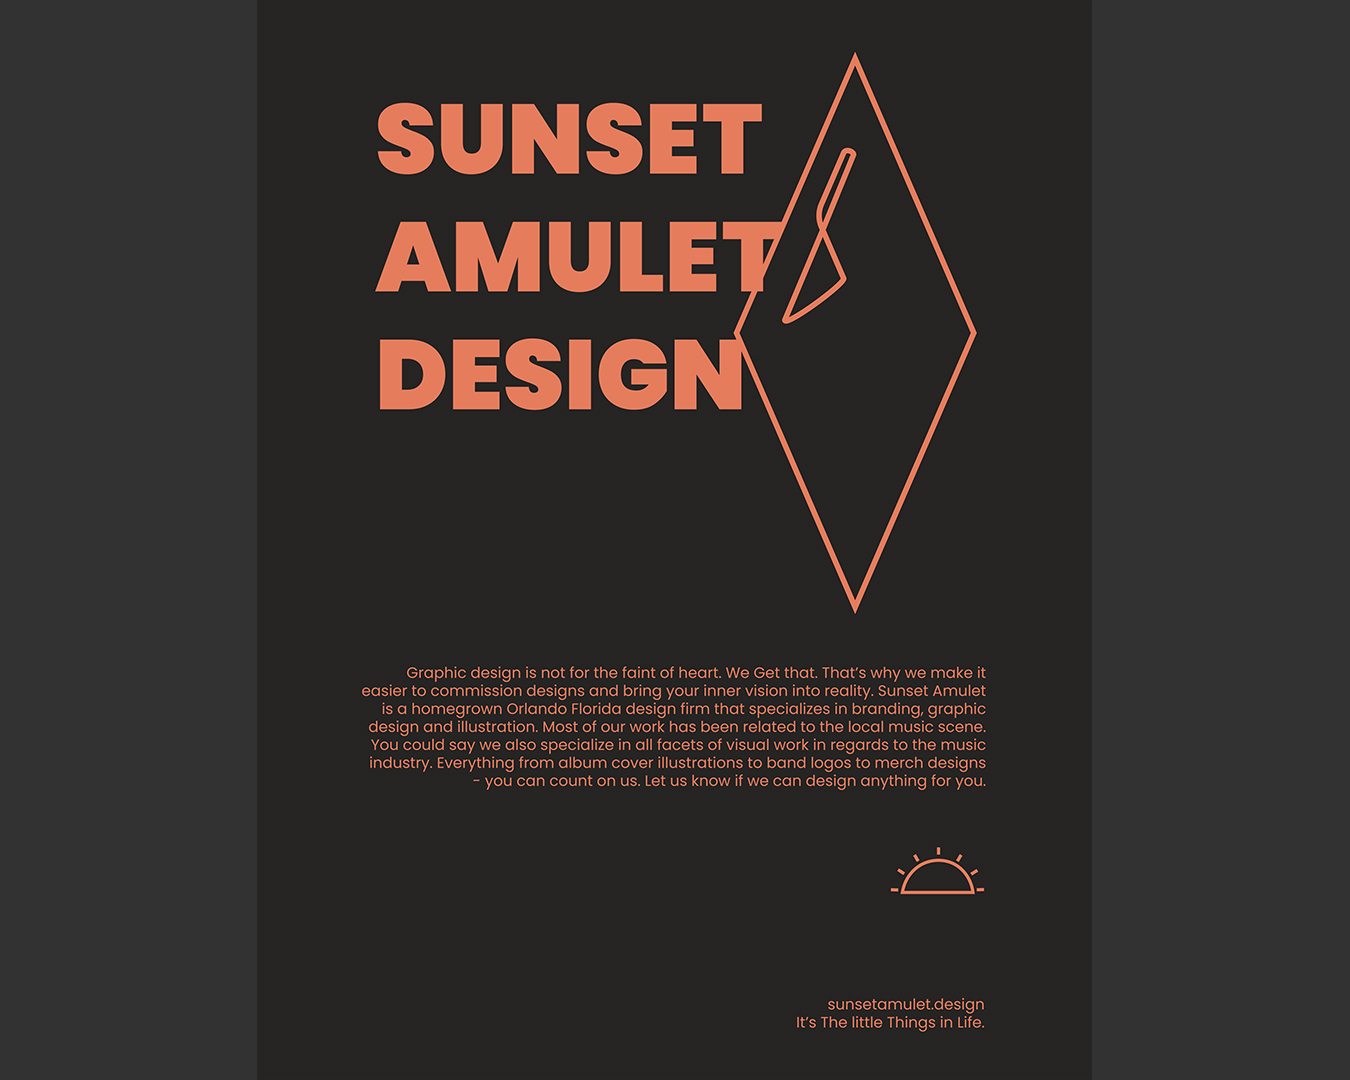 SUNSET
AMULET
DESIGN
Graphic design is not for the faint of heart. We Get that. That’s why we make it
easier to commission designs and bring your inner vision into reality. Sunset Amulet
is a homegrown Orlando Florida design firm that specializes in branding, graphic
design and illustration. Most of our work has been related to the local music scene.
You could say we also specialize in all facets of visual work in regards to the music
industry. Everything from album cover illustrations to band logos to merch designs
- you can count on us. Let us know if we can design anything for you.
sunsetamulet.design
It’s The little Things in Life.